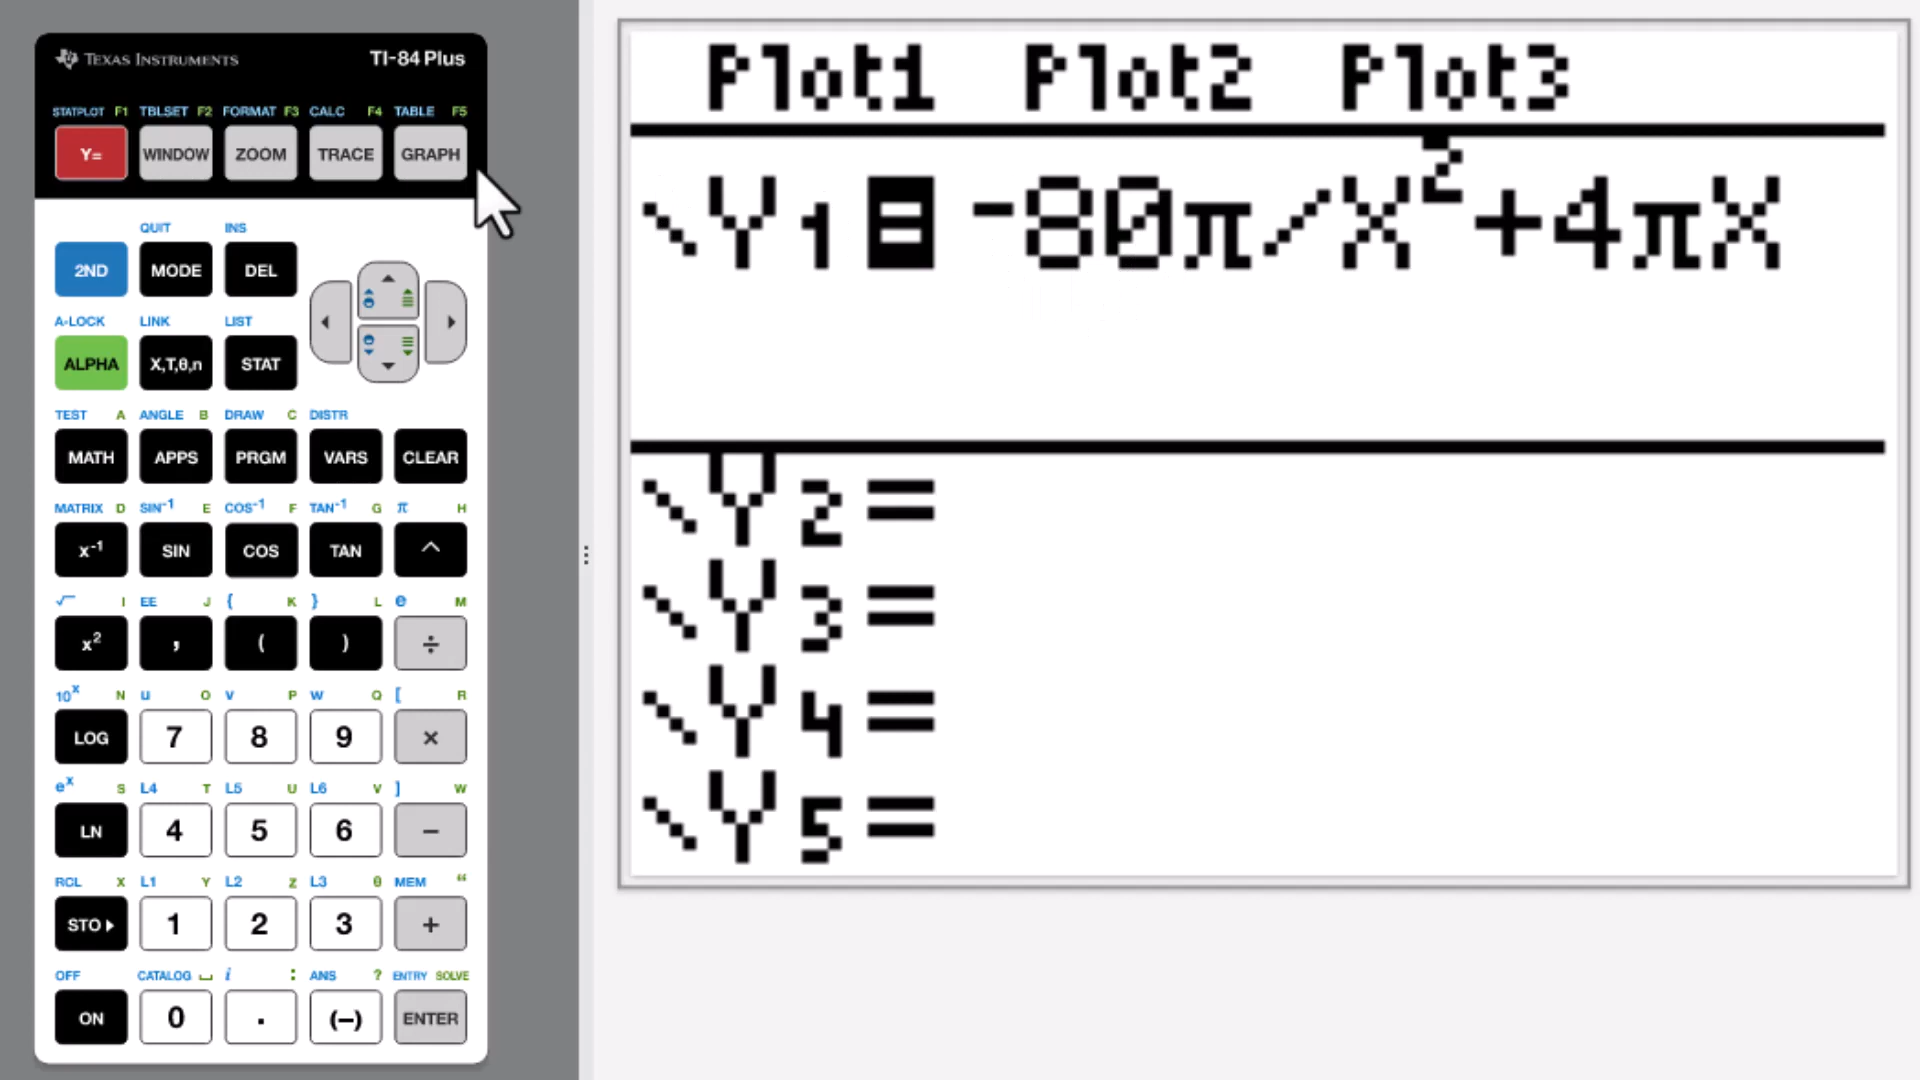 TEXAS INSTRUMENTS TI-84 Plus
STATPLOT F1 TBLSET F2 FORMAT F3 CALC F4 TABLE F5
Y= WINDOW ZOOM TRACE GRAPH
QUIT INS
2ND MODE DEL
A-LOCK LINK LIST
ALPHA X,T,θ,n STAT
TEST A ANGLE B DRAW C DISTR
MATH APPS PRGM VARS CLEAR
MATRIX D SIN⁻¹ E COS⁻¹ F TAN⁻¹ G π H
x⁻¹ SIN COS TAN ^
√ I EE J { K } L e M
x² , ( ) ÷
10ˣ N u O v P w Q [ R
LOG 7 8 9 ×
eˣ S L4 T L5 U L6 V ] W
LN 4 5 6 −
RCL X L1 Y L2 Z L3 θ MEM “
STO▶ 1 2 3 +
OFF CATALOG ⎵ i : ANS ? ENTRY SOLVE
ON 0 . (−) ENTER
Plot1 Plot2 Plot3
\Y1=-80π/X²+4πX
\Y2=
\Y3=
\Y4=
\Y5=